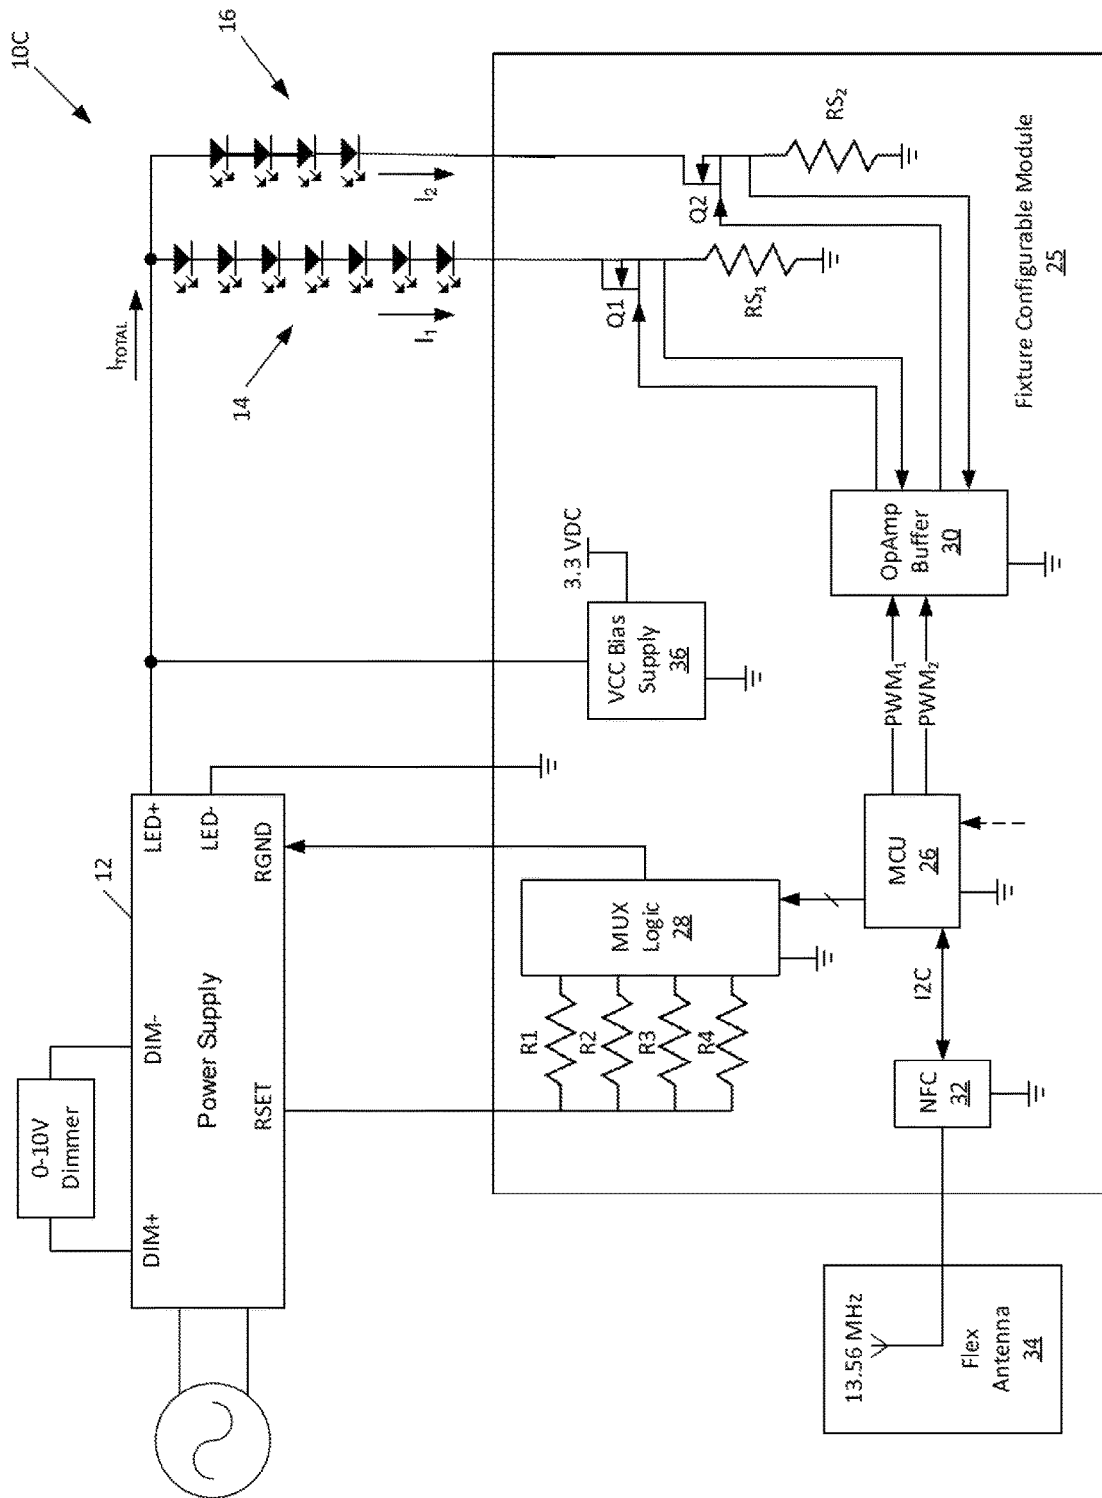 10C
16
14
I_TOTAL
I₁
I₂
0-10V
Dimmer
DIM+
DIM-
12
LED+
LED-
Power Supply
RSET
RGND
3.3 VDC
VCC Bias
Supply
36
R1
R2
R3
R4
MUX
Logic
28
Q1
Q2
RS₁
RS₂
13.56 MHz
Flex
Antenna
34
NFC
32
I2C
MCU
26
PWM₁
PWM₂
OpAmp
Buffer
30
Fixture Configurable Module
25